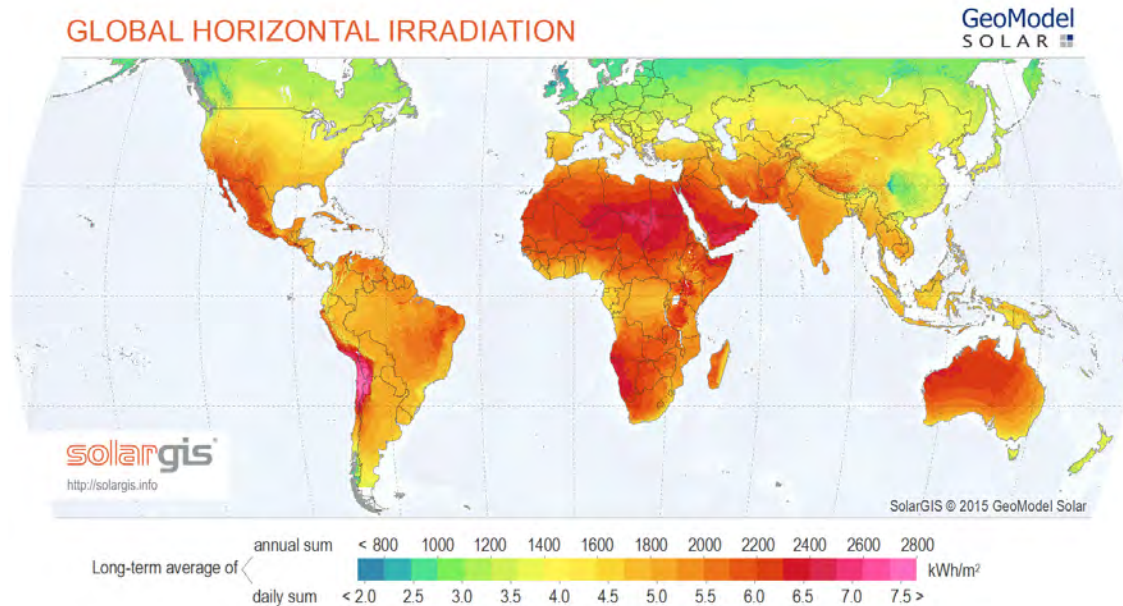 GLOBAL HORIZONTAL IRRADIATION
GeoModel
SOLAR
solargis
http://solargis.info
SolarGIS © 2015 GeoModel Solar
Long-term average of
annual sum < 800 1000 1200 1400 1600 1800 2000 2200 2400 2600 2800 kWh/m²
daily sum < 2.0 2.5 3.0 3.5 4.0 4.5 5.0 5.5 6.0 6.5 7.0 7.5 >